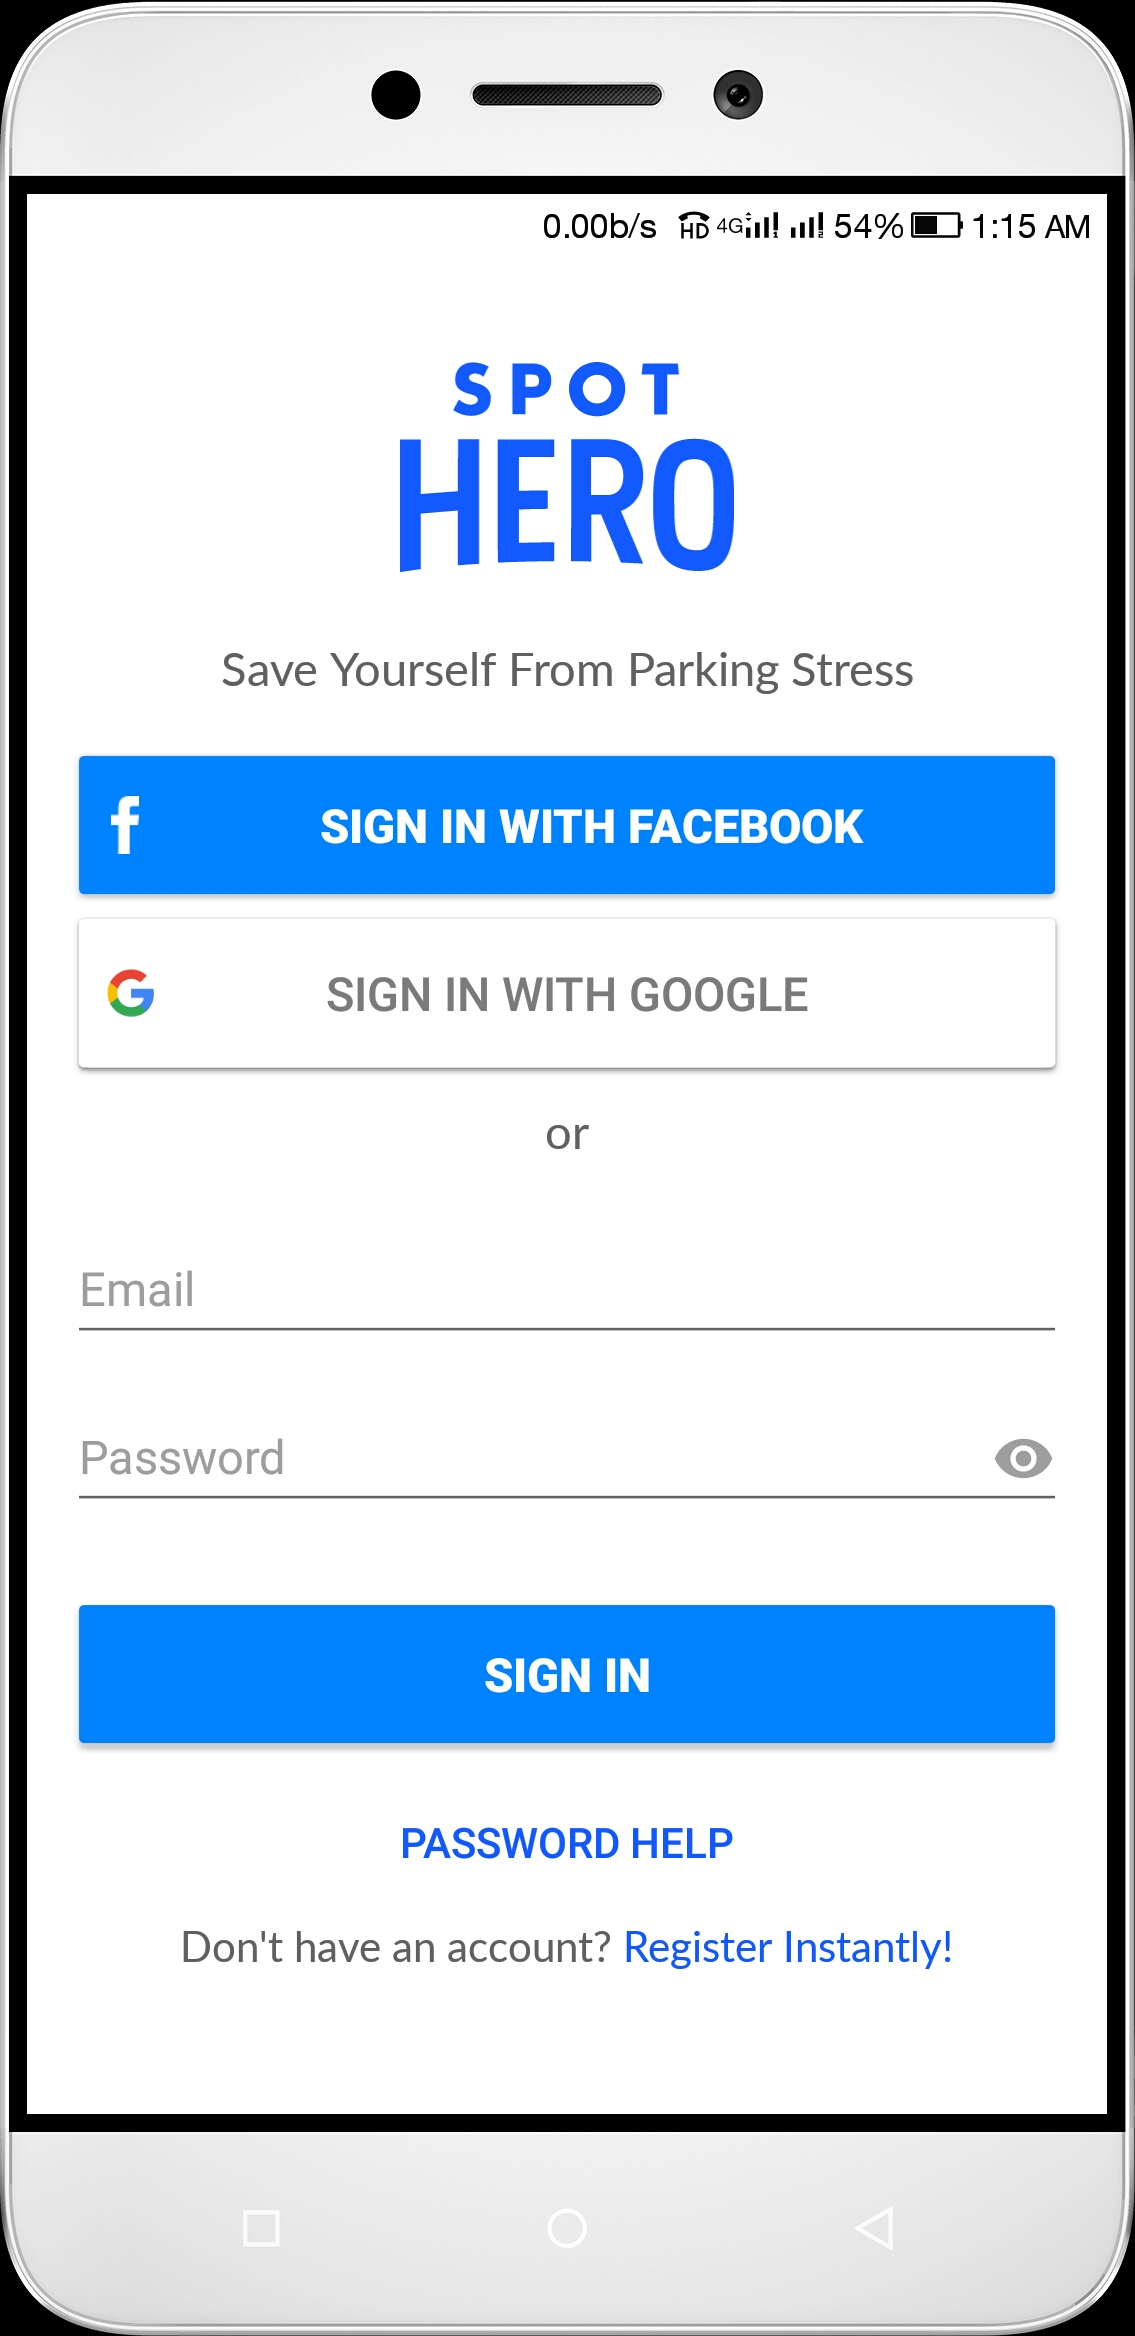 0.00b/s HD 4G 54% 1:15 AM
SPOT
HERO
Save Yourself From Parking Stress
f SIGN IN WITH FACEBOOK
G SIGN IN WITH GOOGLE
or
Email
Password
SIGN IN
PASSWORD HELP
Don't have an account? Register Instantly!